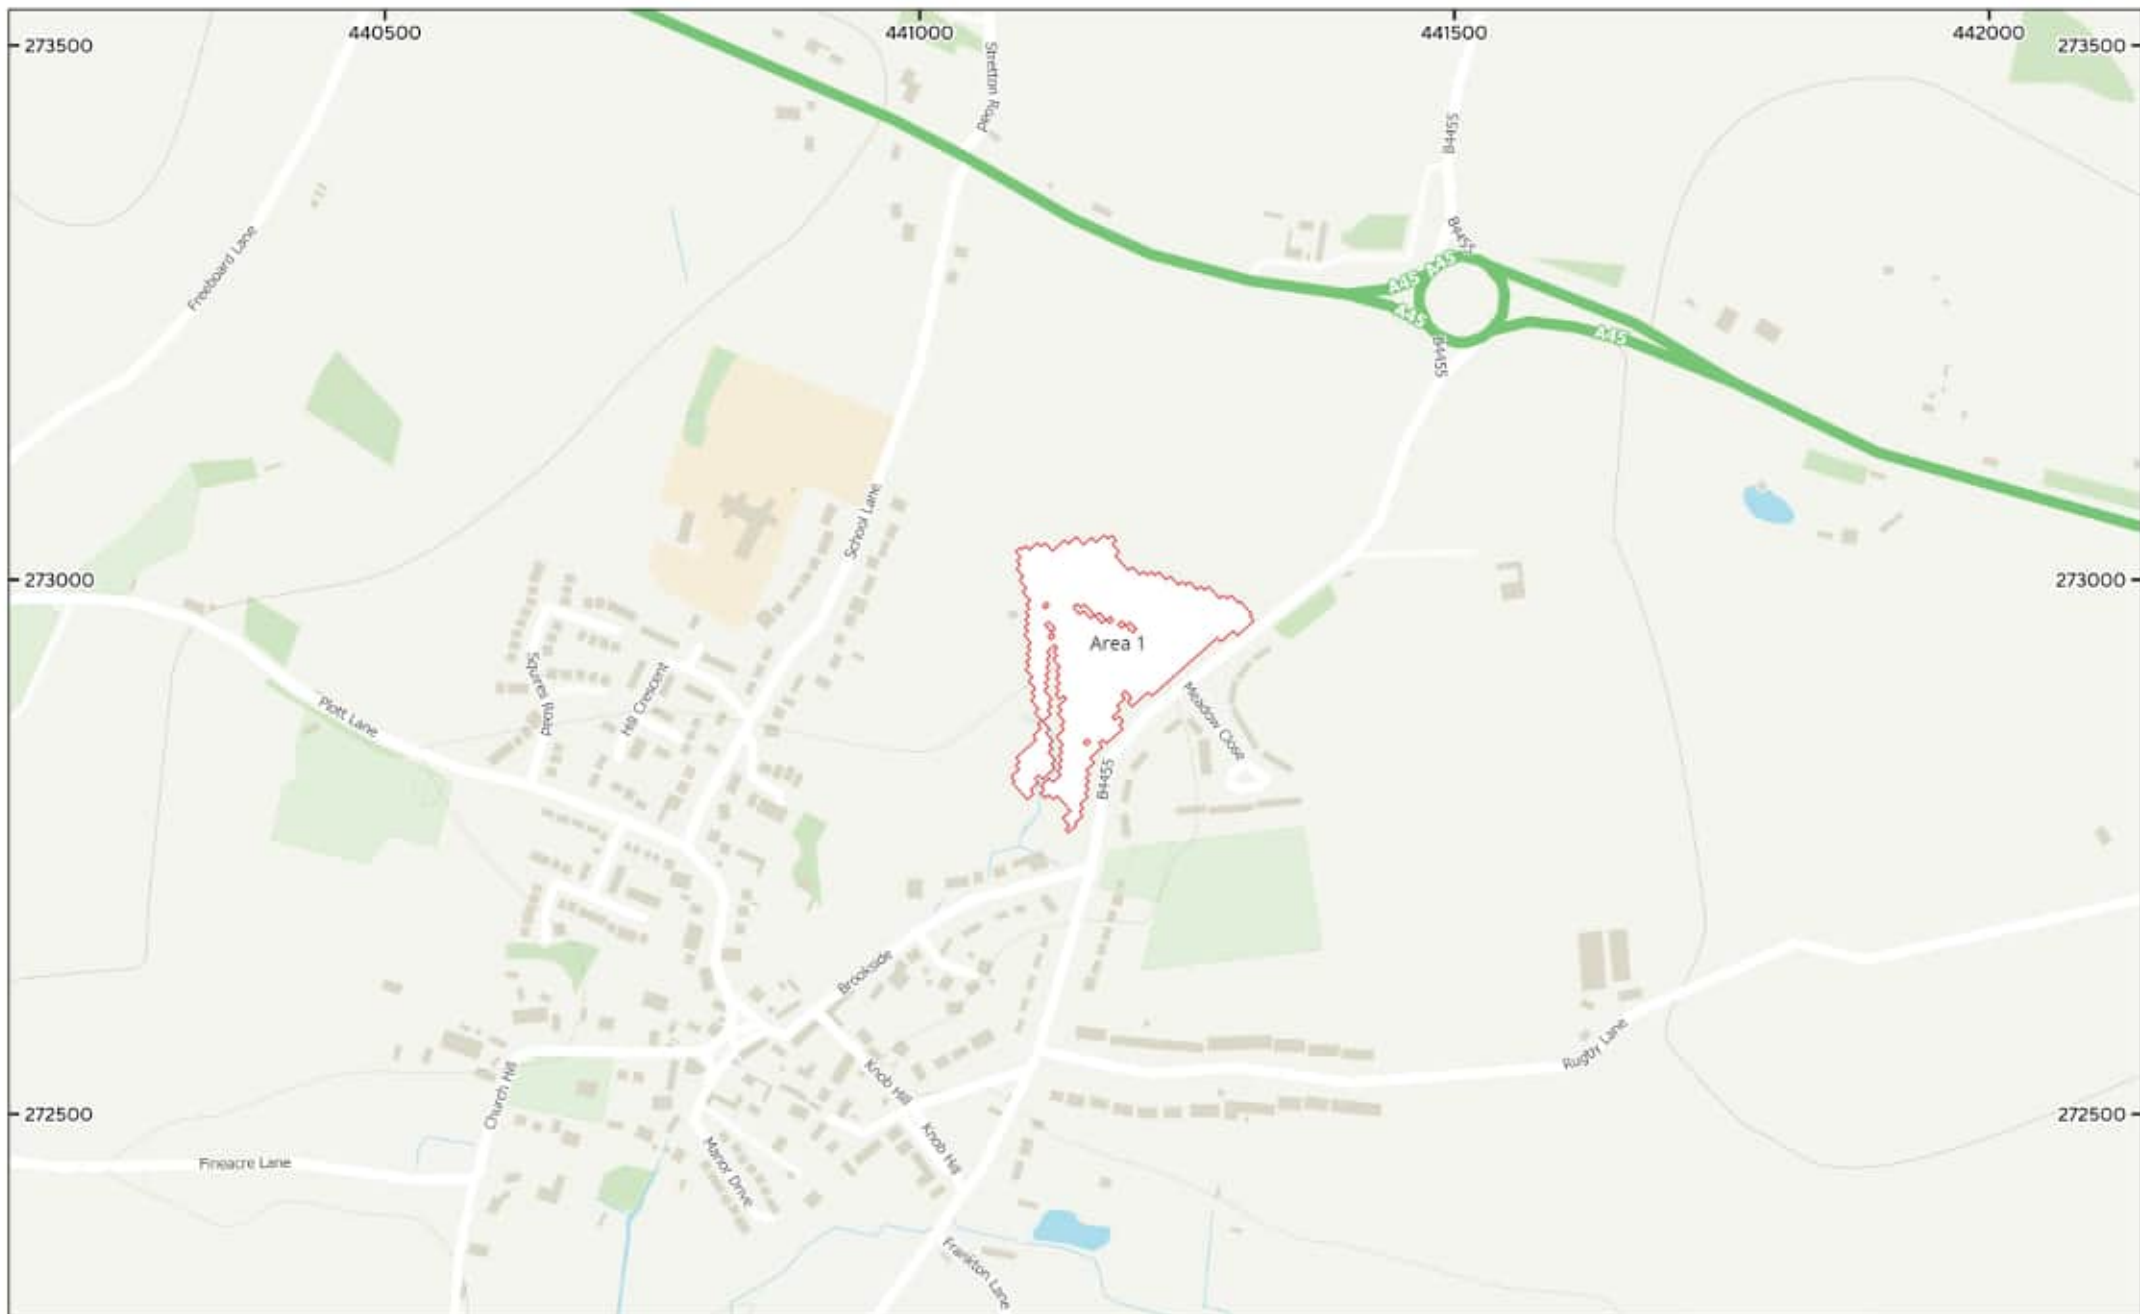 440500
441000
441500
442000
273500
273500
Stretton Road
B4455
B4455
Freeboard Lane
A45
A45
A45
A45
B4455
School Lane
273000
273000
Area 1
Squires Road
Hill Crescent
Meadow Close
Plott Lane
B4455
Brookside
Rugby Lane
Church Hill
Knob Hill
272500
272500
Knob Hill
Manor Drive
Fineacre Lane
Frankton Lane